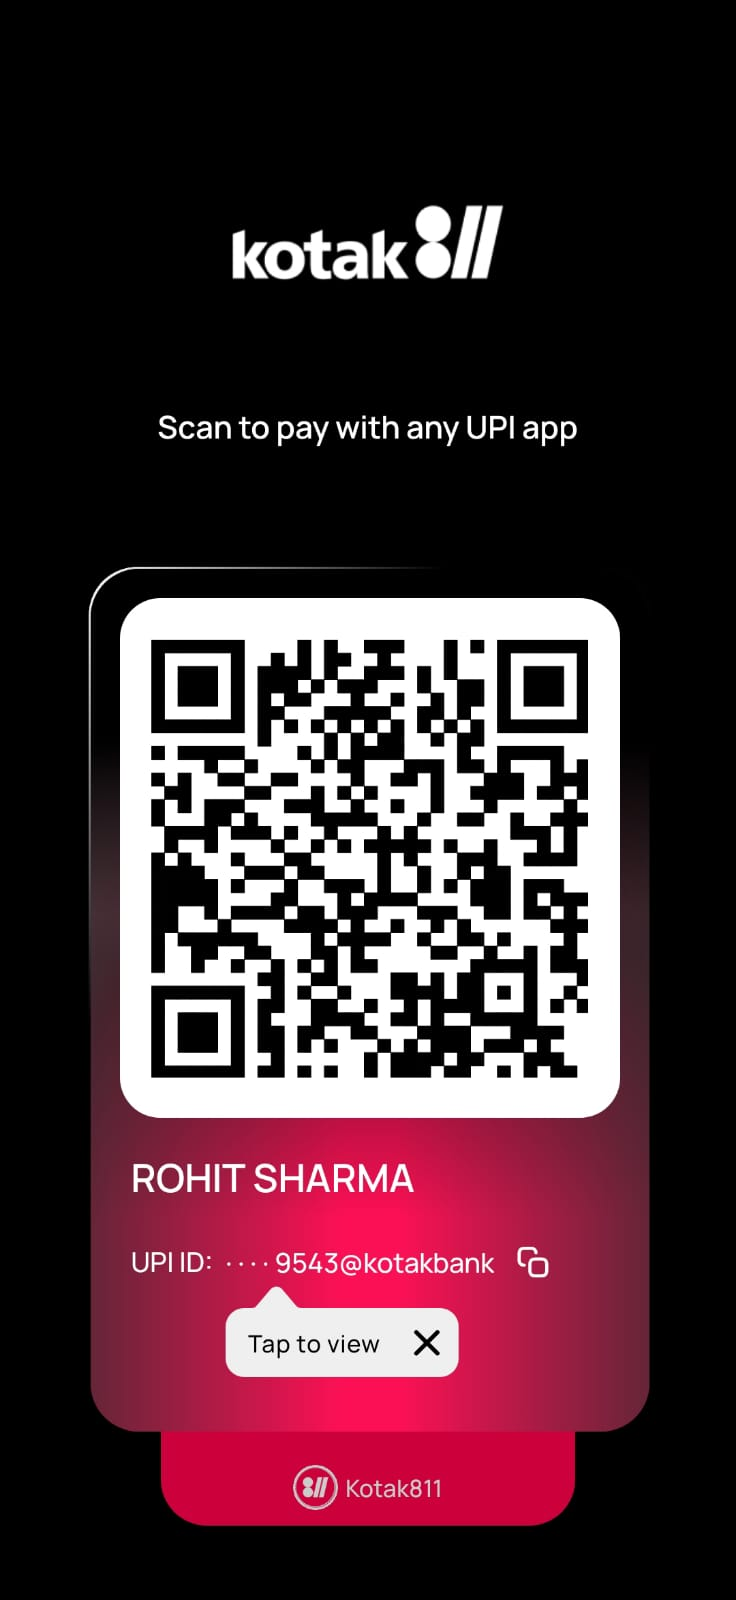 kotak811
Scan to pay with any UPI app
ROHIT SHARMA
UPI ID: ····9543@kotakbank
Tap to view
Kotak811